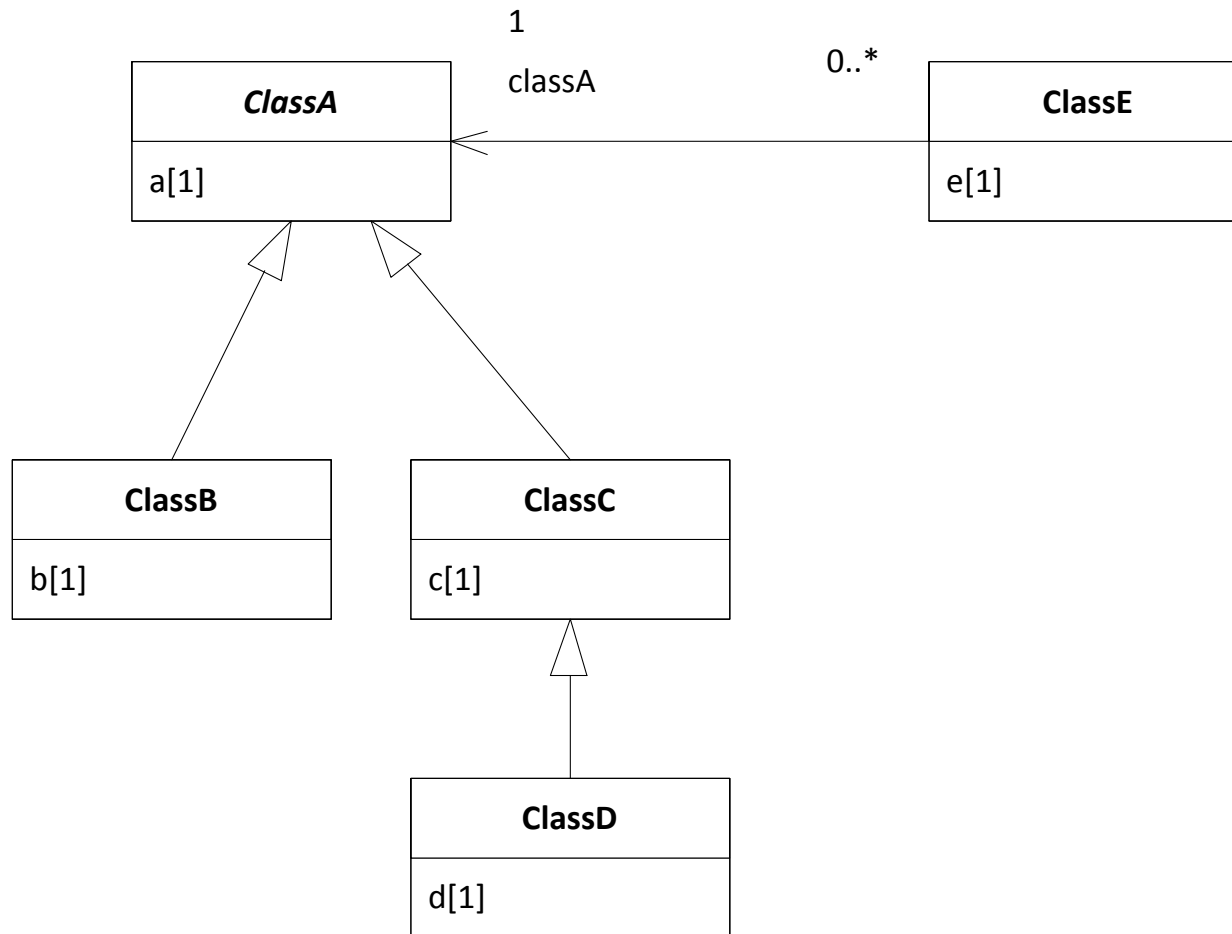 1
classA
0..*
ClassA
a[1]
ClassE
e[1]
ClassB
b[1]
ClassC
c[1]
ClassD
d[1]